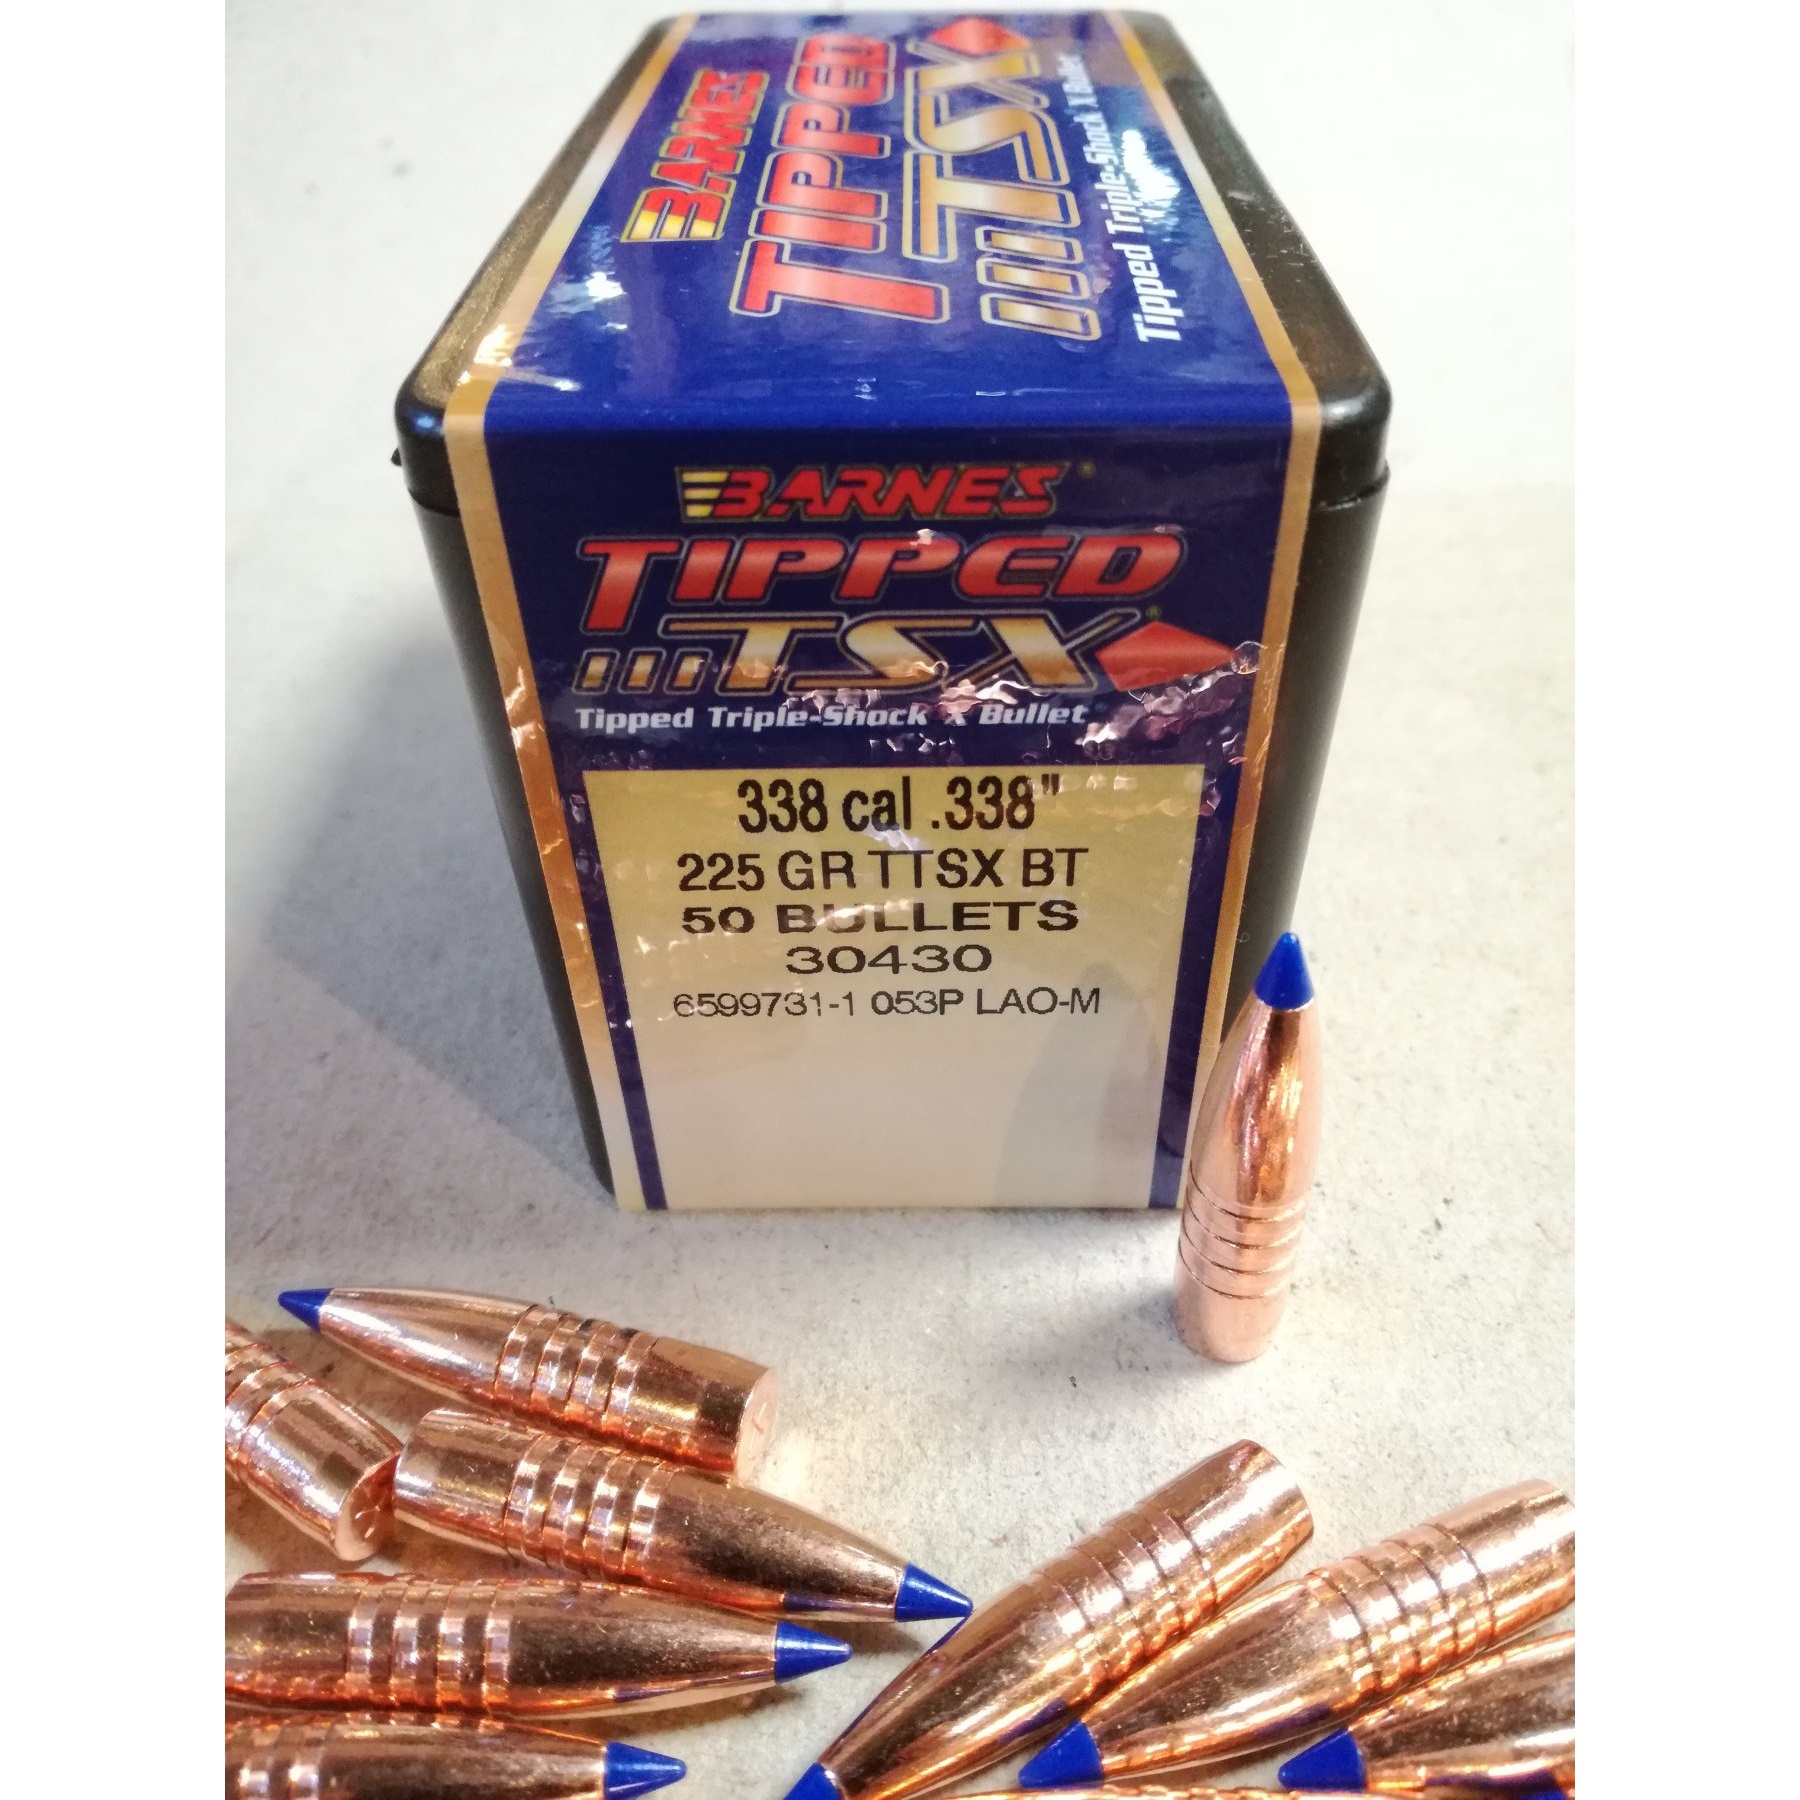 BARNES
TIPPED
TSX
Tipped Triple-Shock X Bullet
BARNES®
TIPPED
TSX®
Tipped Triple-Shock X Bullet
338 cal .338"
225 GR TTSX BT
50 BULLETS
30430
6599731-1 053P LAO-M